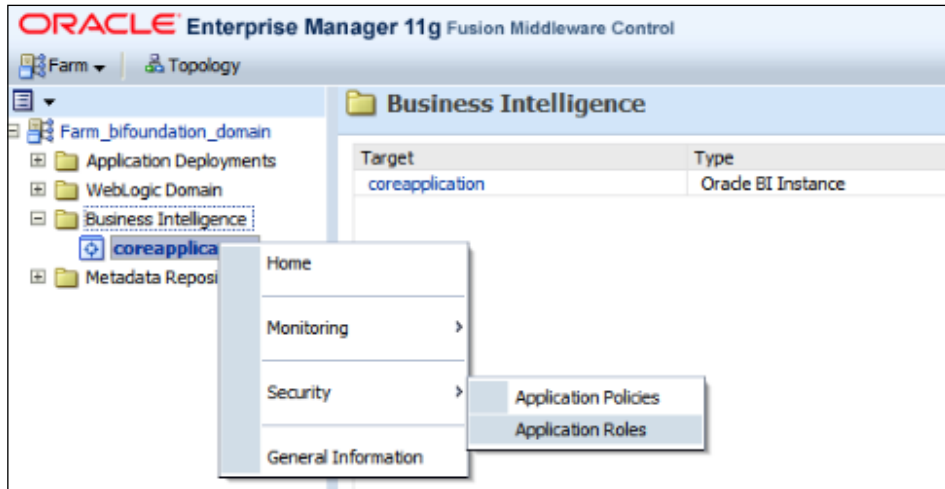 ORACLE Enterprise Manager 11g Fusion Middleware Control
Farm Topology
Business Intelligence
Farm_bifoundation_domain
Application Deployments
WebLogic Domain
Business Intelligence
coreapplica
Metadata Reposi
Target Type
coreapplication Oracle BI Instance
Home
Monitoring
Security
General Information
Application Policies
Application Roles